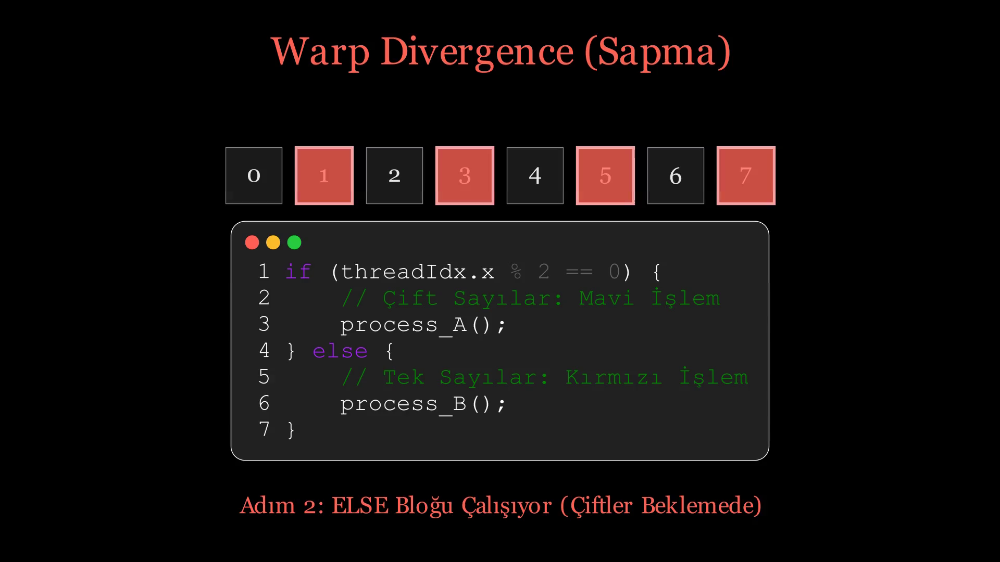 Warp Divergence (Sapma)
0 1 2 3 4 5 6 7
1 if (threadIdx.x % 2 == 0) {
2     // Çift Sayılar: Mavi İşlem
3     process_A();
4 } else {
5     // Tek Sayılar: Kırmızı İşlem
6     process_B();
7 }
Adım 2: ELSE Bloğu Çalışıyor (Çiftler Beklemede)